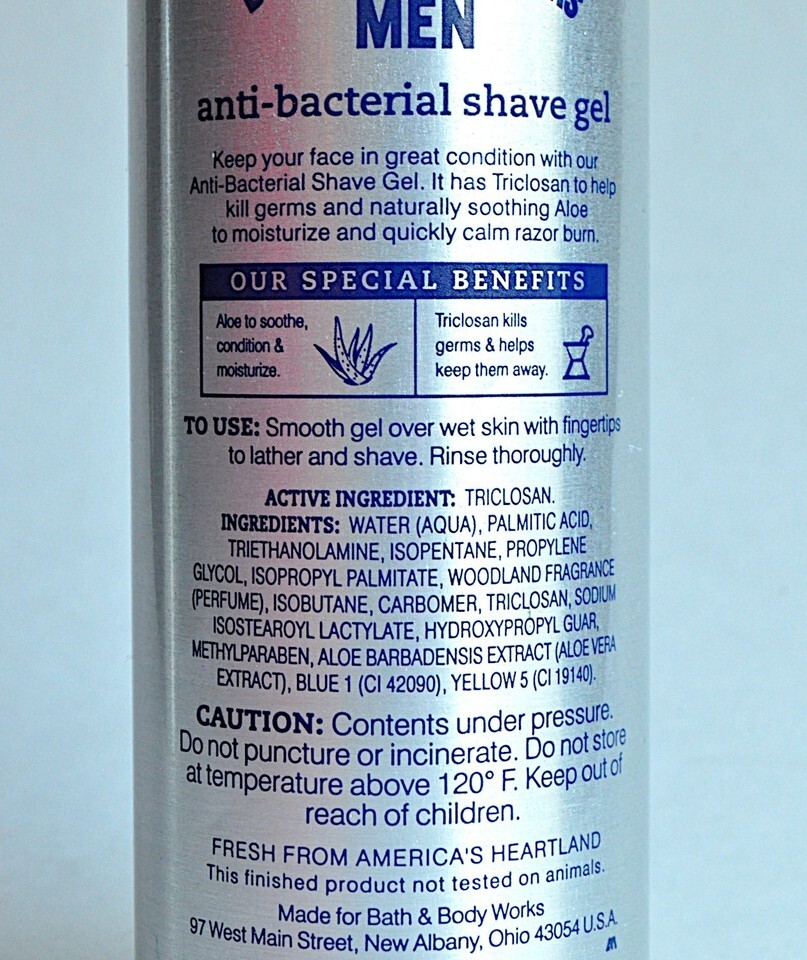 MEN
anti-bacterial shave gel
Keep your face in great condition with our
Anti-Bacterial Shave Gel. It has Triclosan to help
kill germs and naturally soothing Aloe
to moisturize and quickly calm razor burn.
OUR SPECIAL BENEFITS
Aloe to soothe,
condition &
moisturize.
Triclosan kills
germs & helps
keep them away.
TO USE: Smooth gel over wet skin with fingertips
to lather and shave. Rinse thoroughly.
ACTIVE INGREDIENT: TRICLOSAN.
INGREDIENTS: WATER (AQUA), PALMITIC ACID,
TRIETHANOLAMINE, ISOPENTANE, PROPYLENE
GLYCOL, ISOPROPYL PALMITATE, WOODLAND FRAGRANCE
(PERFUME), ISOBUTANE, CARBOMER, TRICLOSAN, SODIUM
ISOSTEAROYL LACTYLATE, HYDROXYPROPYL GUAR,
METHYLPARABEN, ALOE BARBADENSIS EXTRACT (ALOE VERA
EXTRACT), BLUE 1 (CI 42090), YELLOW 5 (CI 19140).
CAUTION: Contents under pressure.
Do not puncture or incinerate. Do not store
at temperature above 120° F. Keep out of
reach of children.
FRESH FROM AMERICA'S HEARTLAND
This finished product not tested on animals.
Made for Bath & Body Works
97 West Main Street, New Albany, Ohio 43054 U.S.A.